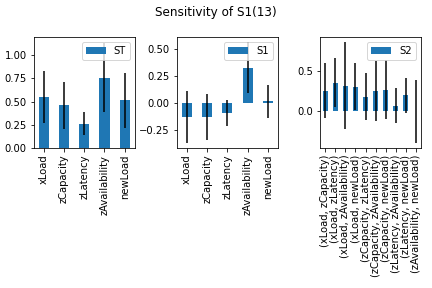 Sensitivity of S1(13)
ST
1.00
0.75
0.50
0.25
0.00
xLoad
zCapacity
zLatency
zAvailability
newLoad
S1
0.50
0.25
0.00
−0.25
xLoad
zCapacity
zLatency
zAvailability
newLoad
S2
0.5
0.0
(xLoad, zCapacity)
(xLoad, zLatency)
(xLoad, zAvailability)
(xLoad, newLoad)
(zCapacity, zLatency)
(zCapacity, zAvailability)
(zCapacity, newLoad)
(zLatency, zAvailability)
(zLatency, newLoad)
(zAvailability, newLoad)